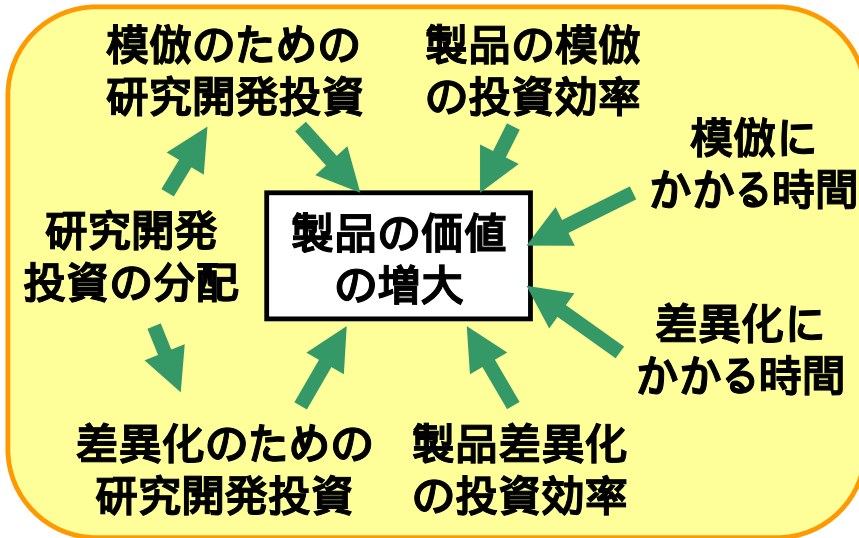 模倣のための
研究開発投資
製品の模倣
の投資効率
模倣に
かかる時間
研究開発
投資の分配
製品の価値
の増大
差異化に
かかる時間
差異化のための
研究開発投資
製品差異化
の投資効率